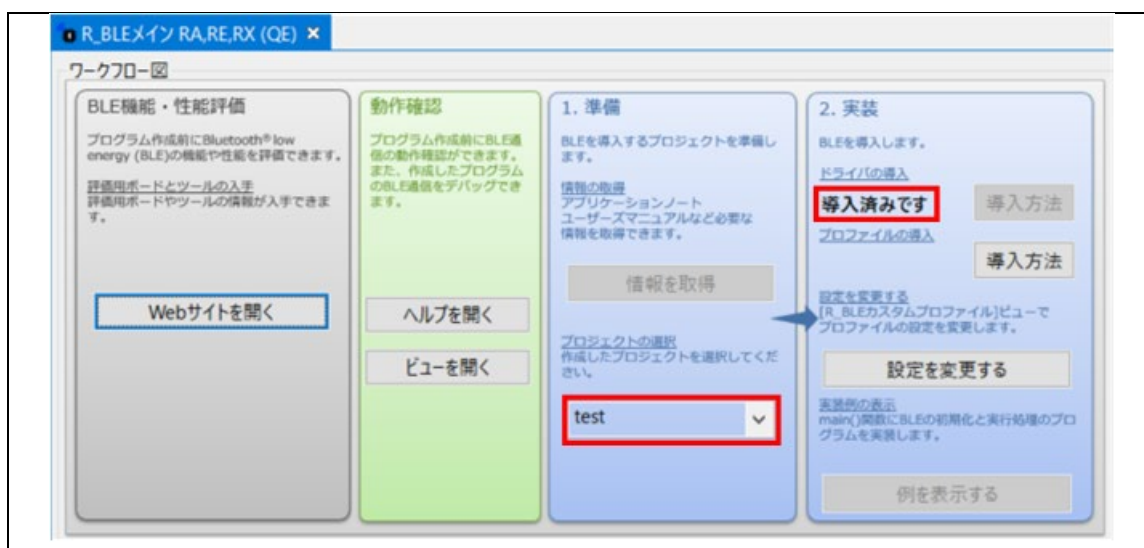 R_BLEメイン RA,RE,RX (QE) ×
ワークフロー図
BLE機能・性能評価
プログラム作成前にBluetooth® low
energy (BLE)の機能や性能を評価できます。
評価用ボードとツールの入手
評価用ボードやツールの情報が入手できま
す。
Webサイトを開く
動作確認
プログラム作成前にBLE通
信の動作確認ができます。
また、作成したプログラム
のBLE通信をデバッグでき
ます。
ヘルプを開く
ビューを開く
1. 準備
BLEを導入するプロジェクトを準備し
ます。
情報の取得
アプリケーションノート
ユーザーズマニュアルなど必要な
情報を取得できます。
情報を取得
プロジェクトの選択
作成したプロジェクトを選択してくだ
さい。
test
2. 実装
BLEを導入します。
ドライバの導入
導入済みです
導入方法
プロファイルの導入
導入方法
設定を変更する
[R_BLEカスタムプロファイル]ビューで
プロファイルの設定を変更します。
設定を変更する
実装例の表示
main()関数にBLEの初期化と実行処理のプロ
グラムを実装します。
例を表示する